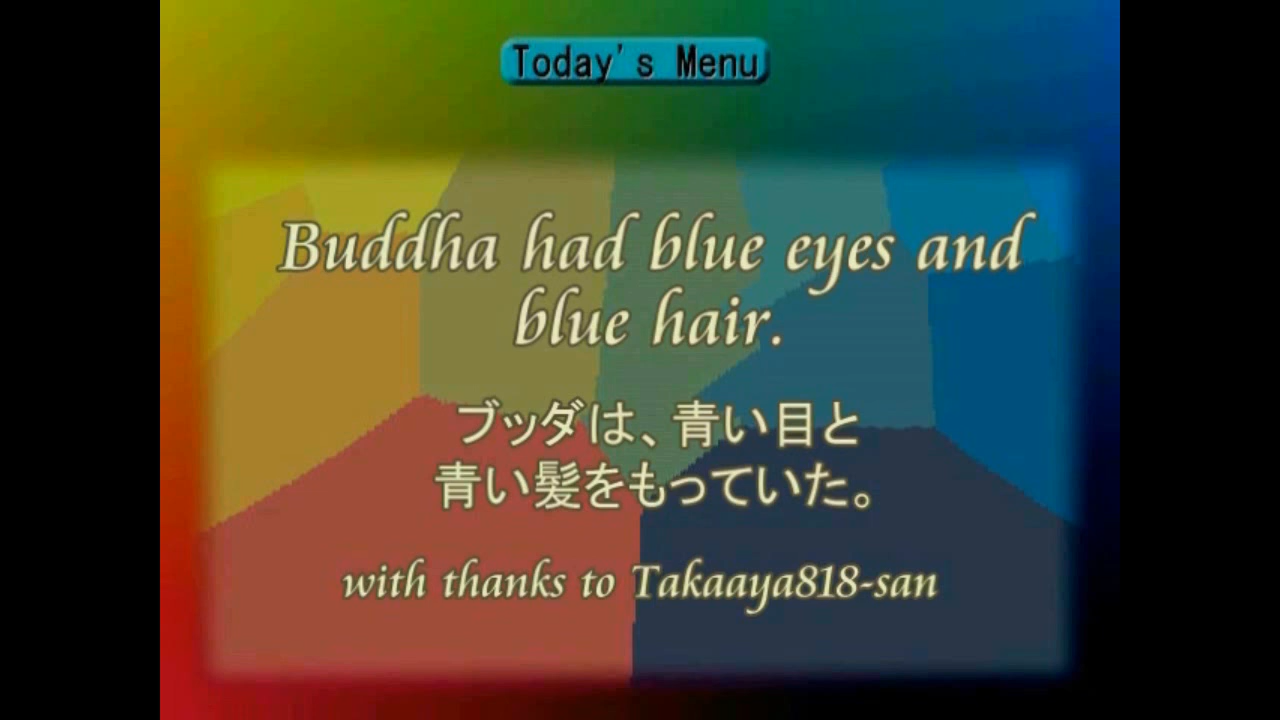 Today's Menu
Buddha had blue eyes and
blue hair.
ブッダは、青い目と
青い髪をもっていた。
with thanks to Takaaya818-san